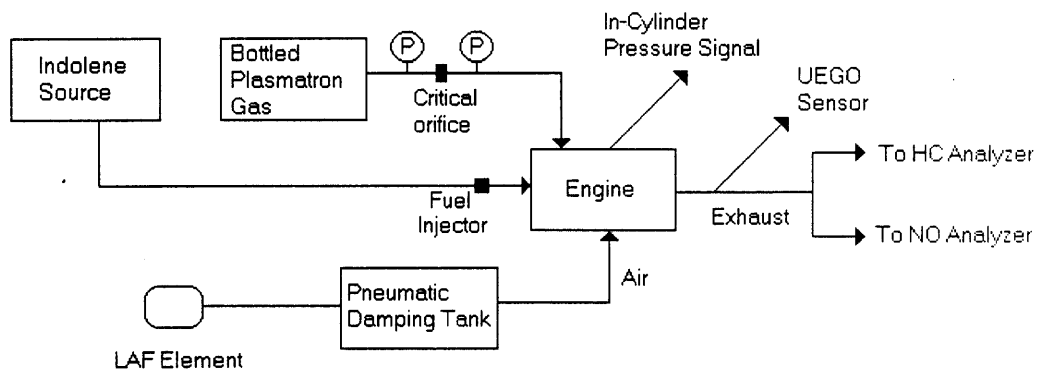 In-Cylinder
Pressure Signal
Indolene
Source
Bottled
Plasmatron
Gas
P
P
Critical
orifice
UEGO
Sensor
To HC Analyzer
Engine
Fuel
Injector
Exhaust
To NO Analyzer
Air
Pneumatic
Damping Tank
LAF Element